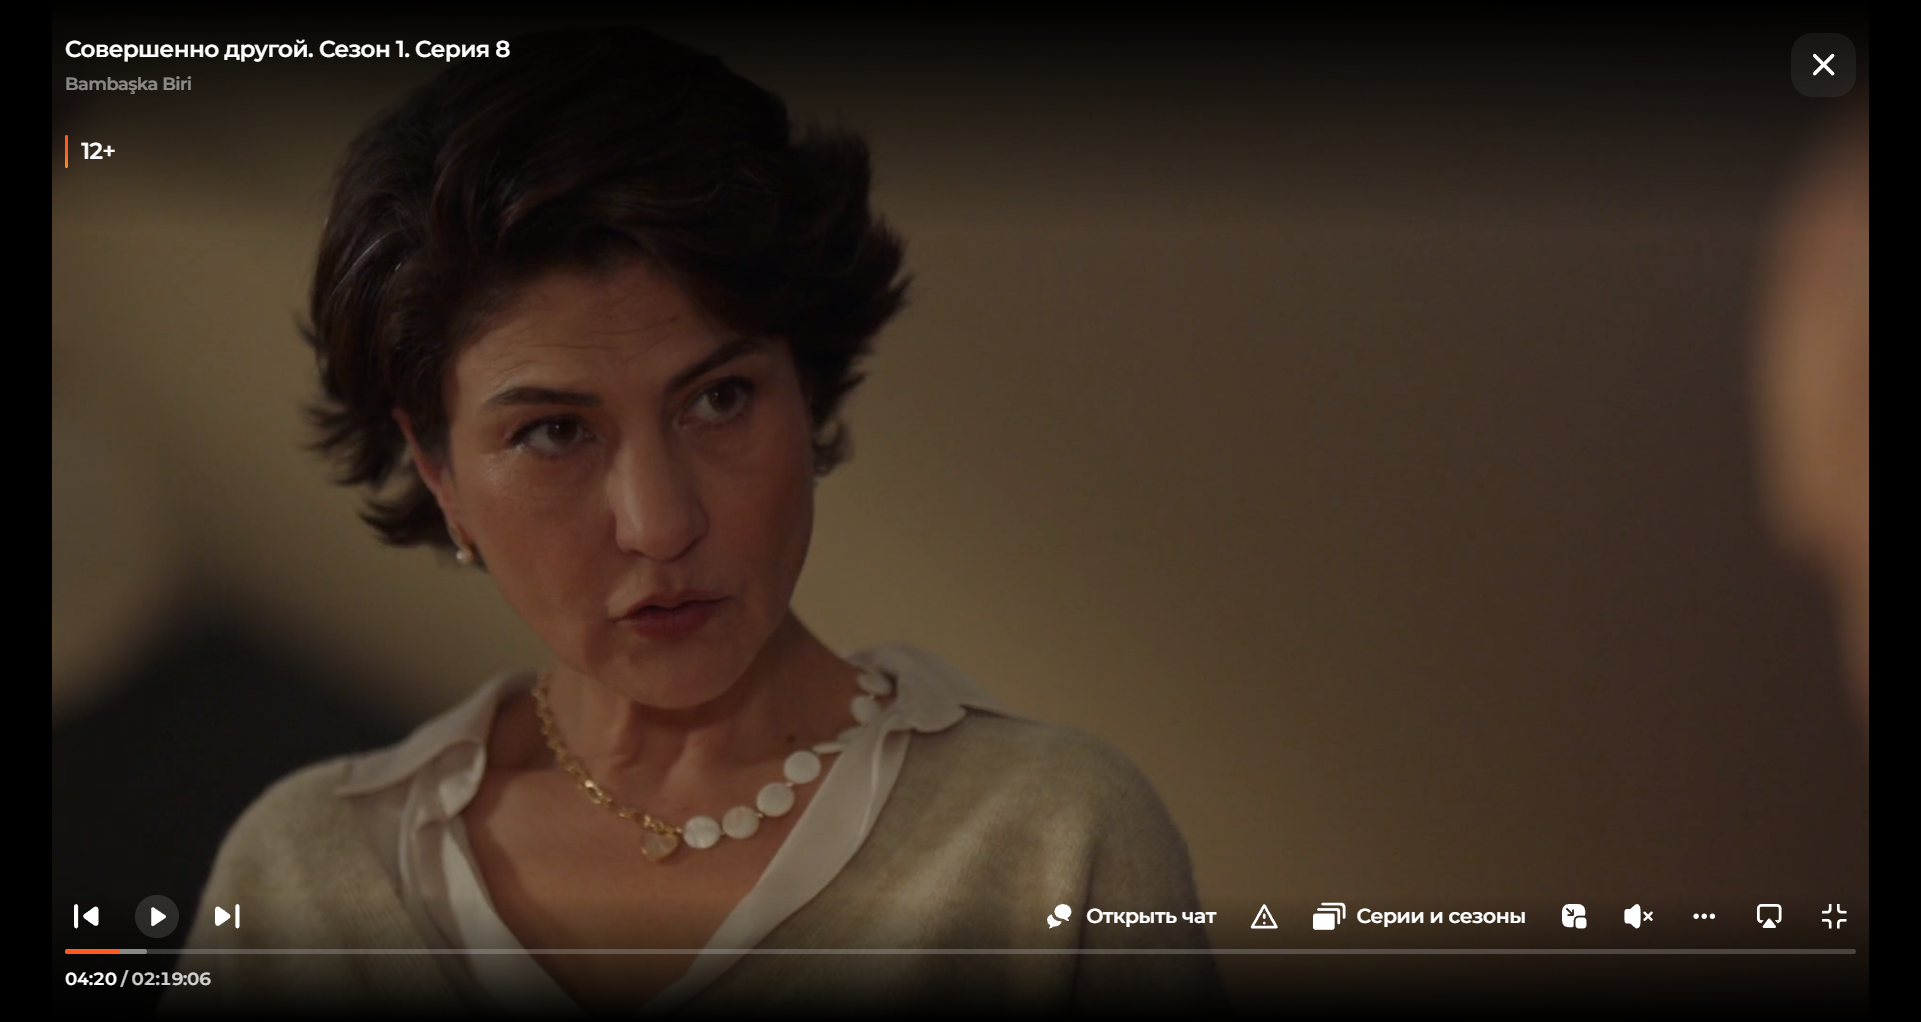 Совершенно другой. Сезон 1. Серия 8
Bambaşka Biri
12+
Открыть чат
Серии и сезоны
04:20 / 02:19:06